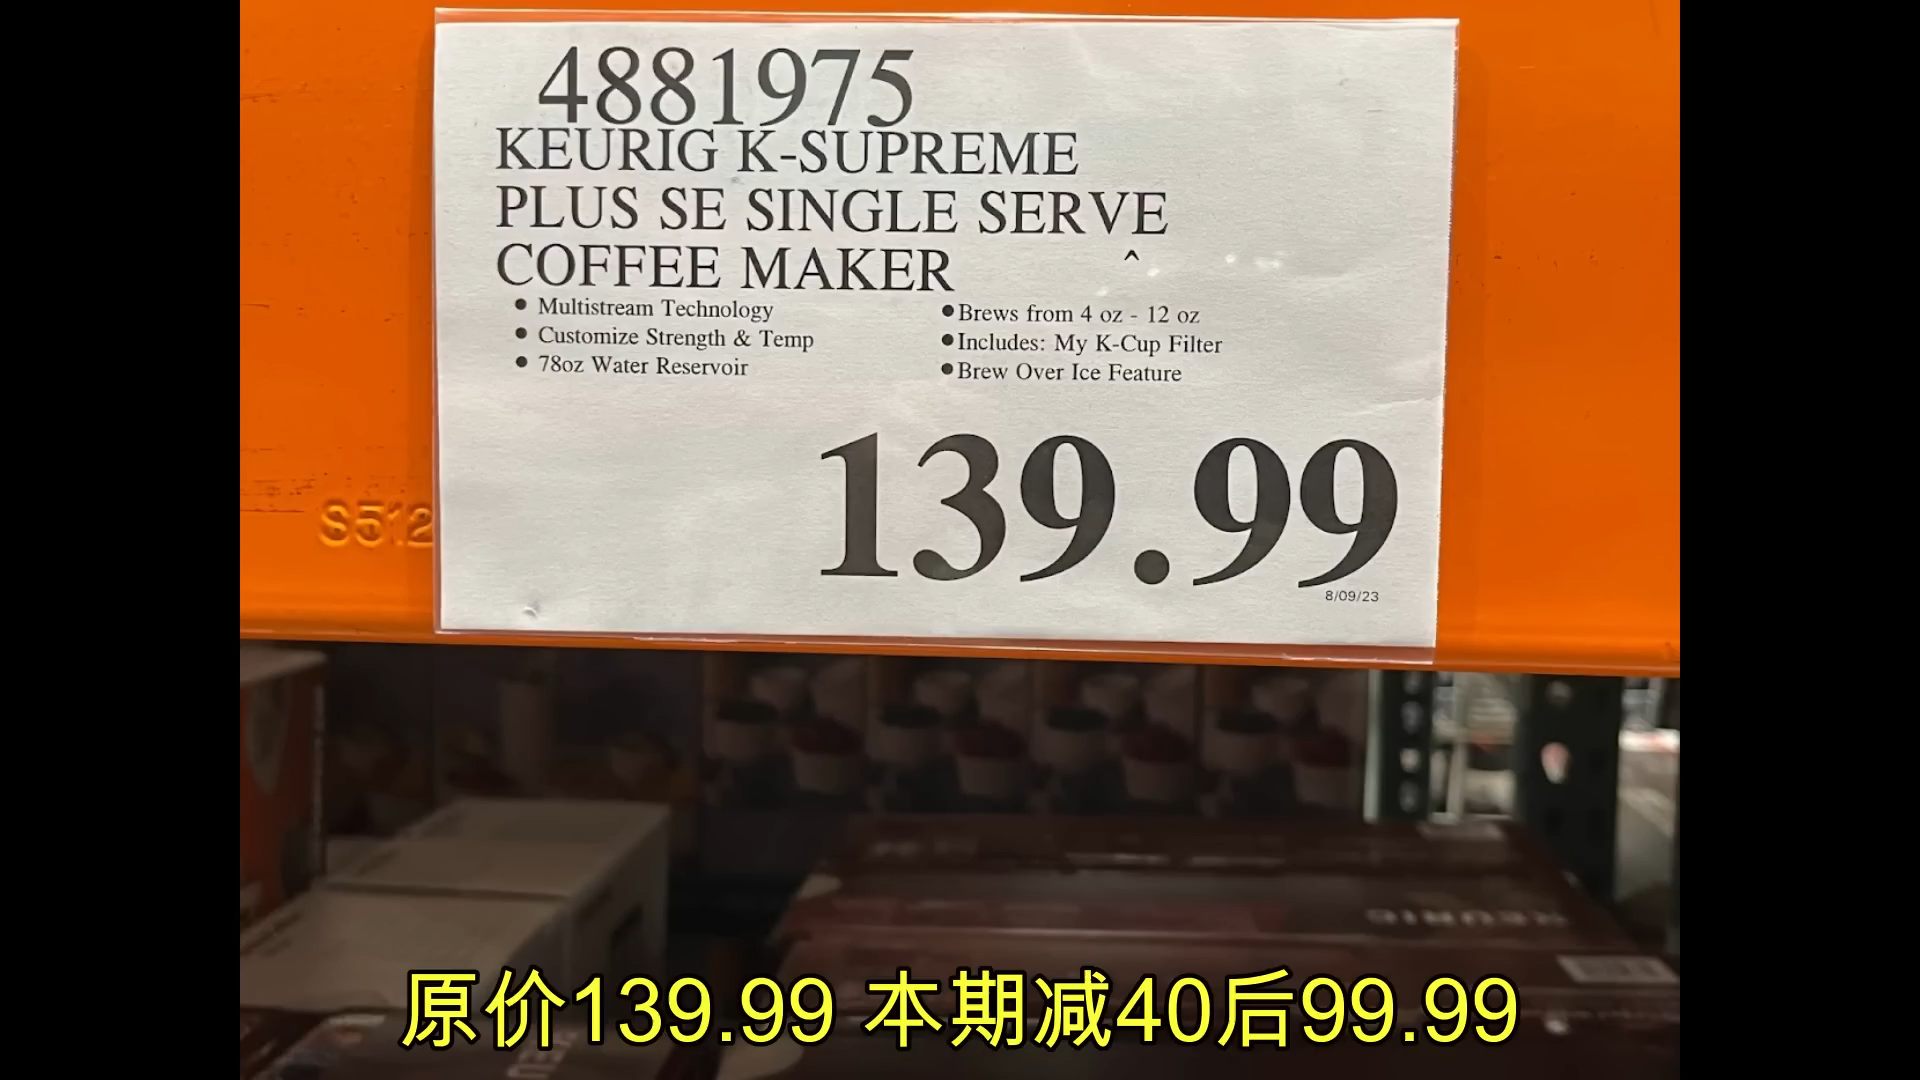 4881975
KEURIG K-SUPREME
PLUS SE SINGLE SERVE
COFFEE MAKER ^
• Multistream Technology
• Customize Strength & Temp
• 78oz Water Reservoir
• Brews from 4 oz - 12 oz
• Includes: My K-Cup Filter
• Brew Over Ice Feature
139.99
8/09/23
S512
KEURIG
原价139.99 本期减40后99.99